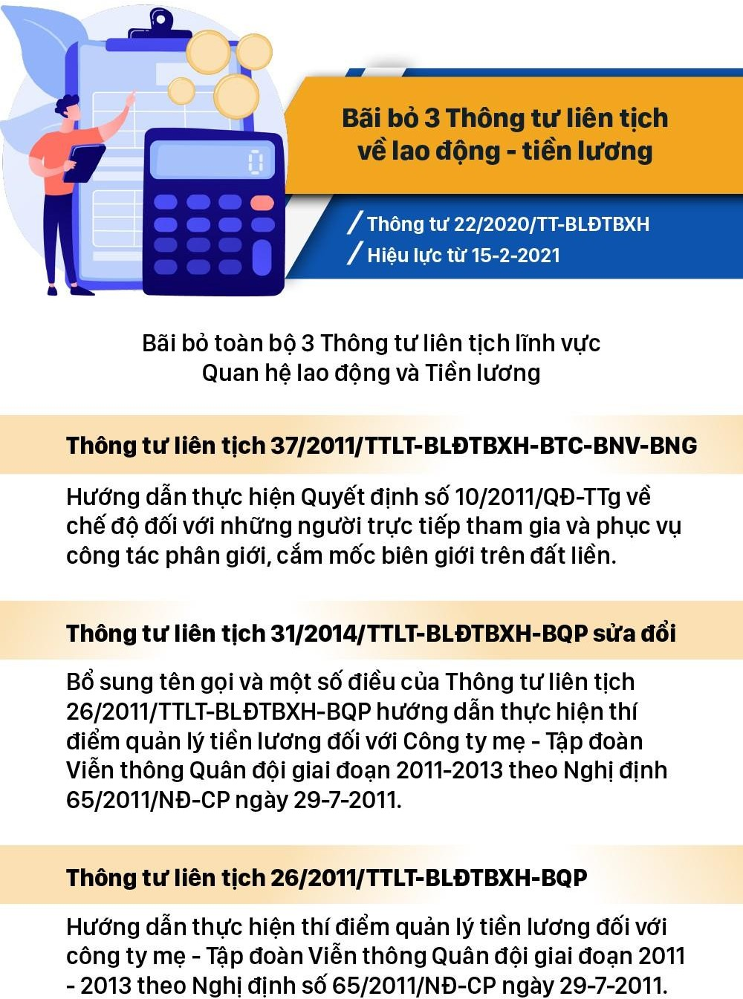 Bãi bỏ 3 Thông tư liên tịch
về lao động - tiền lương
/ Thông tư 22/2020/TT-BLĐTBXH
/ Hiệu lực từ 15-2-2021
0
Bãi bỏ toàn bộ 3 Thông tư liên tịch lĩnh vực
Quan hệ lao động và Tiền lương
Thông tư liên tịch 37/2011/TTLT-BLĐTBXH-BTC-BNV-BNG
Hướng dẫn thực hiện Quyết định số 10/2011/QĐ-TTg về
chế độ đối với những người trực tiếp tham gia và phục vụ
công tác phân giới, cắm mốc biên giới trên đất liền.
Thông tư liên tịch 31/2014/TTLT-BLĐTBXH-BQP sửa đổi
Bổ sung tên gọi và một số điều của Thông tư liên tịch
26/2011/TTLT-BLĐTBXH-BQP hướng dẫn thực hiện thí
điểm quản lý tiền lương đối với Công ty mẹ - Tập đoàn
Viễn thông Quân đội giai đoạn 2011-2013 theo Nghị định
65/2011/NĐ-CP ngày 29-7-2011.
Thông tư liên tịch 26/2011/TTLT-BLĐTBXH-BQP
Hướng dẫn thực hiện thí điểm quản lý tiền lương đối với
công ty mẹ - Tập đoàn Viễn thông Quân đội giai đoạn 2011
- 2013 theo Nghị định số 65/2011/NĐ-CP ngày 29-7-2011.